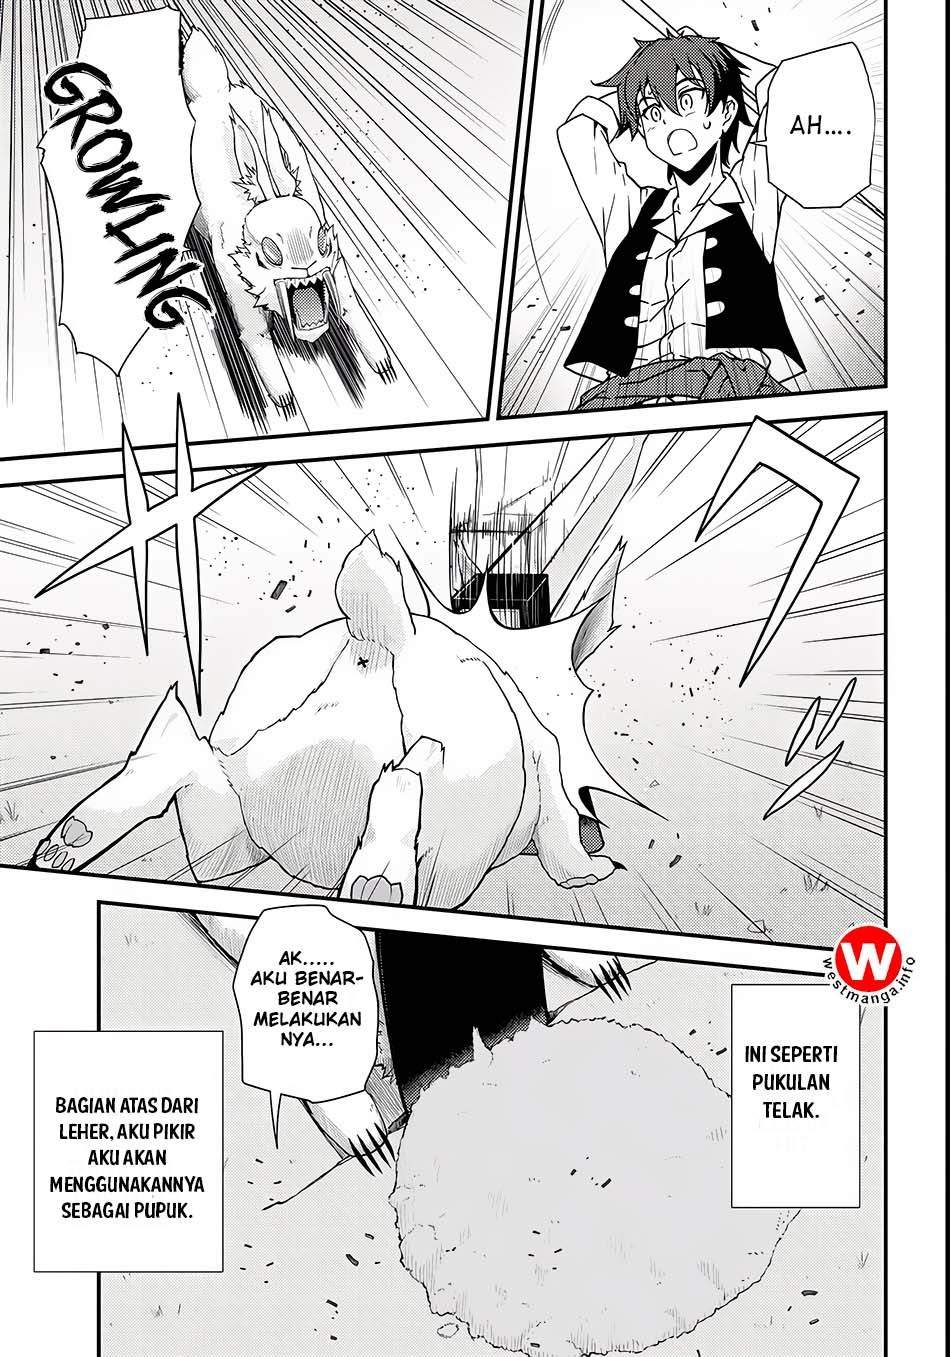 AH....
GROWLING
AK.....
AKU BENAR-
BENAR
MELAKUKAN
NYA...
INI SEPERTI
PUKULAN
TELAK.
BAGIAN ATAS DARI
LEHER, AKU PIKIR
AKU AKAN
MENGGUNAKANNYA
SEBAGAI PUPUK.
W
westmanga.info